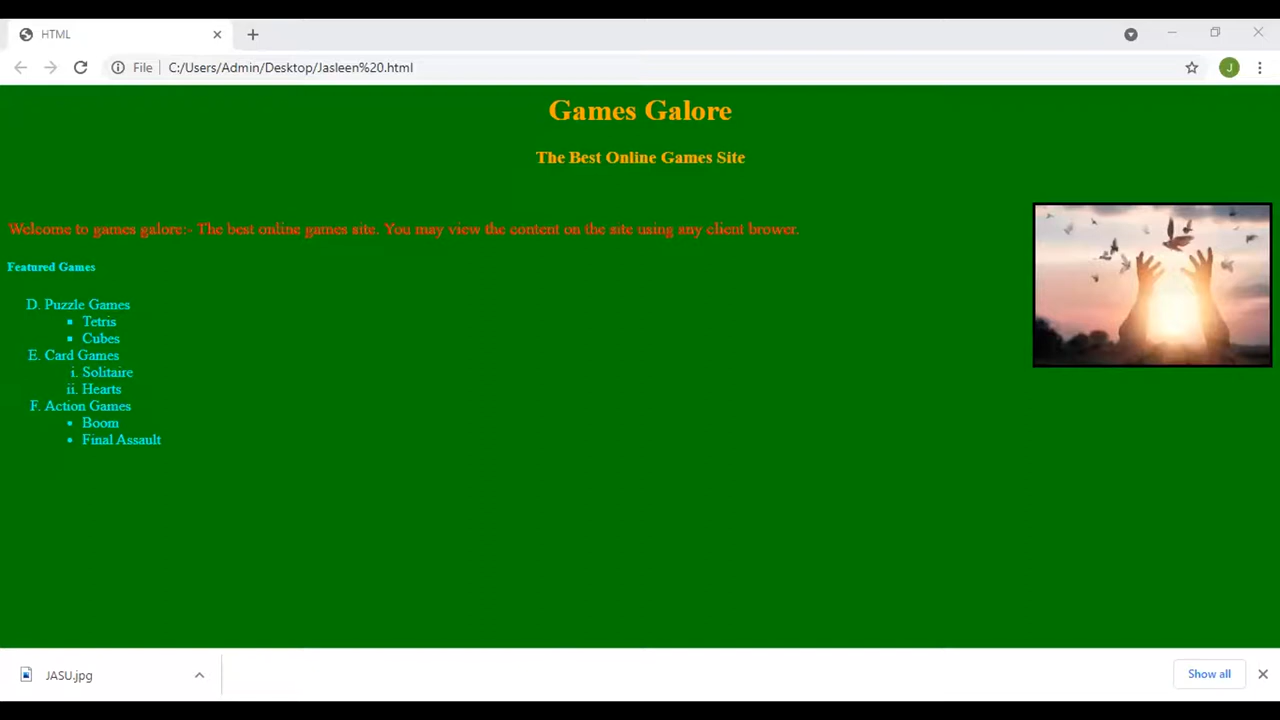 HTML
File C:/Users/Admin/Desktop/Jasleen%20.html
J
Games Galore
The Best Online Games Site
Welcome to games galore:- The best online games site. You may view the content on the site using any client brower.
Featured Games
D. Puzzle Games
Tetris
Cubes
E. Card Games
i. Solitaire
ii. Hearts
F. Action Games
Boom
Final Assault
JASU.jpg
Show all